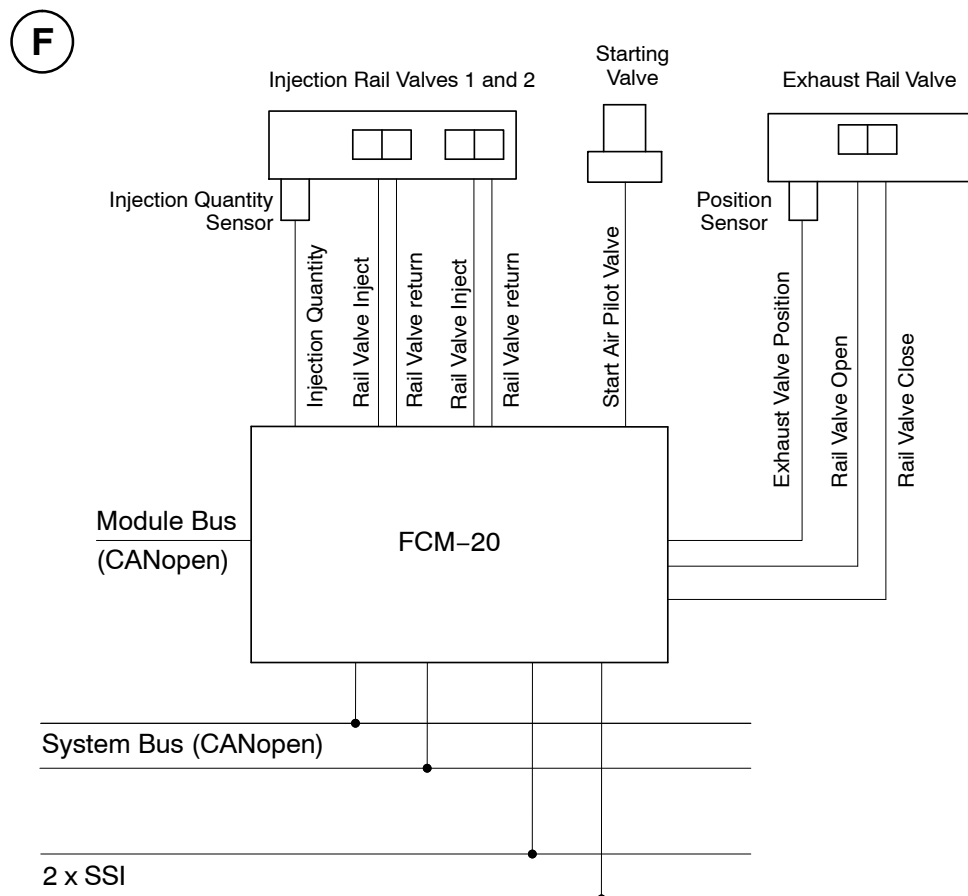 F
Starting
Valve
Injection Rail Valves 1 and 2
Exhaust Rail Valve
Injection Quantity
Sensor
Position
Sensor
Injection Quantity
Rail Valve Inject
Rail Valve return
Rail Valve Inject
Rail Valve return
Start Air Pilot Valve
Exhaust Valve Position
Rail Valve Open
Rail Valve Close
Module Bus
(CANopen)
FCM–20
System Bus (CANopen)
2 x SSI